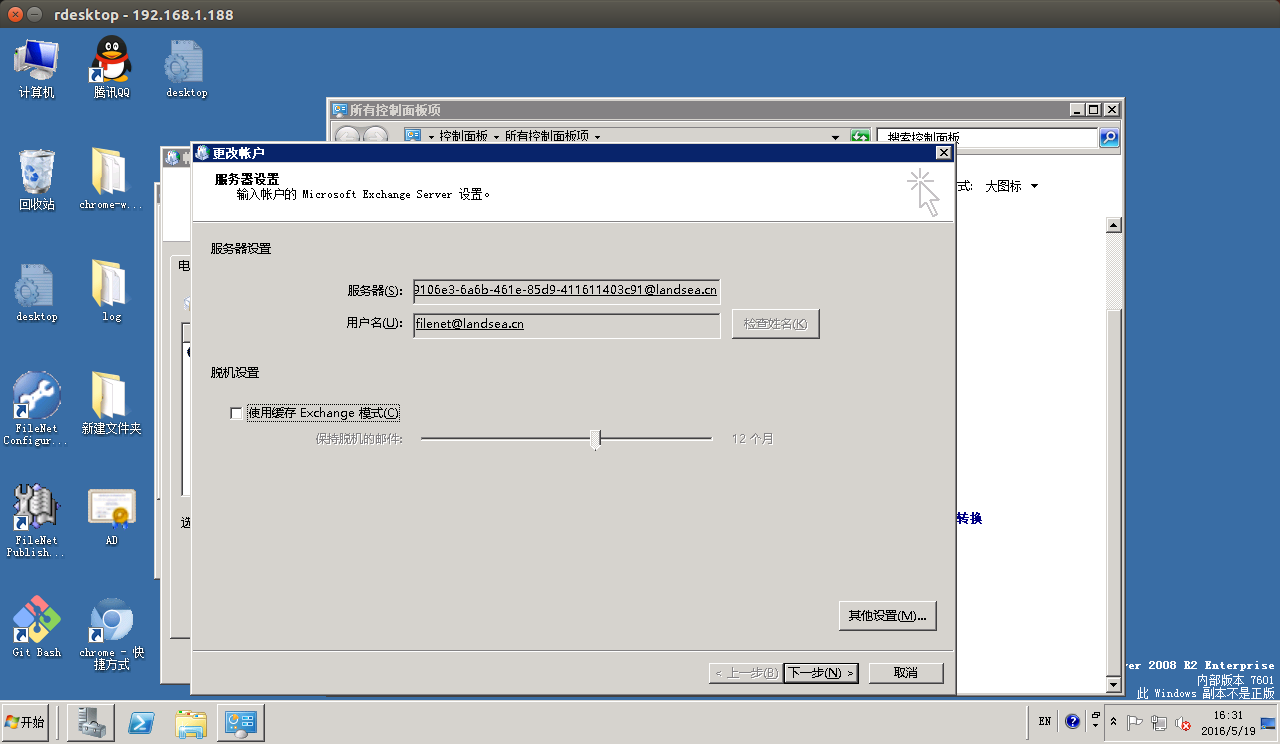 rdesktop - 192.168.1.188
计算机
腾讯QQ
desktop
回收站
chrome-w...
desktop
log
FileNet
Configur...
新建文件夹
FileNet
Publish...
AD
Git Bash
chrome - 快
捷方式
所有控制面板项
控制面板
所有控制面板项
搜索控制面板
式:
大图标
转换
电
选
更改帐户
服务器设置
输入帐户的 Microsoft Exchange Server 设置。
服务器设置
服务器(S):
9106e3-6a6b-461e-85d9-411611403c91@landsea.cn
用户名(U):
filenet@landsea.cn
检查姓名(K)
脱机设置
使用缓存 Exchange 模式(C)
保持脱机的邮件:
12 个月
其他设置(M)...
< 上一步(B)
下一步(N) >
取消
ver 2008 R2 Enterprise
内部版本 7601
此 Windows 副本不是正版
开始
EN
16:31
2016/5/19